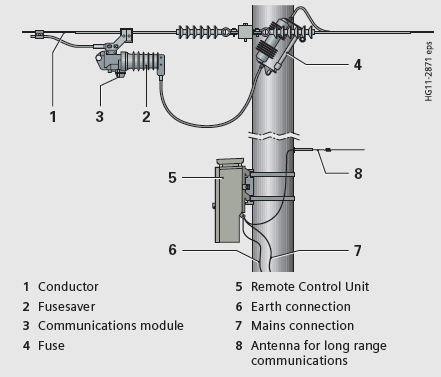 HG11-2871 eps
4
1
3
2
5
8
6
7
1 Conductor
2 Fusesaver
3 Communications module
4 Fuse
5 Remote Control Unit
6 Earth connection
7 Mains connection
8 Antenna for long range
communications